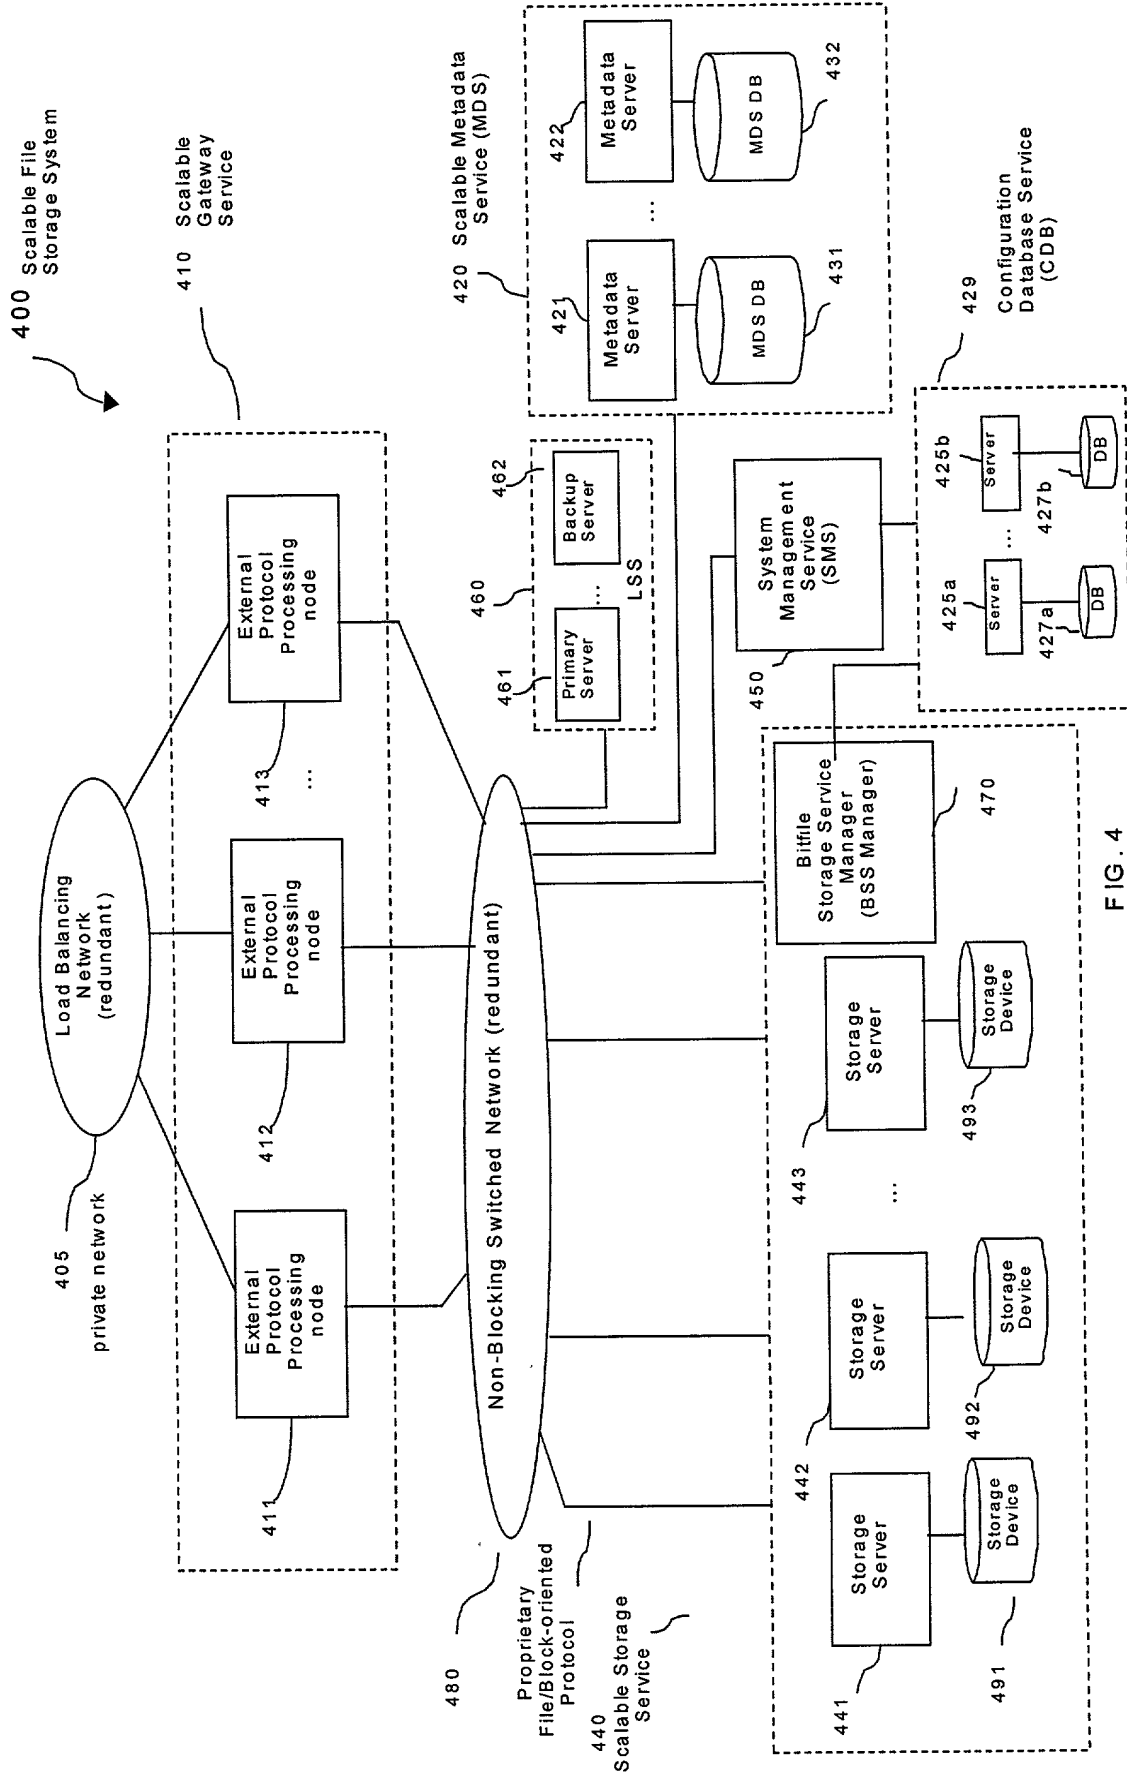 400 Scalable File
Storage System
410 Scalable
Gateway
Service
Load Balancing
Network
(redundant)
405
private network
External
Protocol
Processing
node
411
External
Protocol
Processing
node
412
External
Protocol
Processing
node
413
...
Non-Blocking Switched Network (redundant)
480
Proprietary
File/Block-oriented
Protocol
440
Scalable Storage
Service
460
461
Primary
Server
...
462
Backup
Server
LSS
420 Scalable Metadata
Service (MDS)
421
Metadata
Server
MDS DB
431
...
422
Metadata
Server
MDS DB
432
System
Management
Service
(SMS)
450
429
Configuration
Database Service
(CDB)
425a
Server
427a
DB
...
425b
Server
427b
DB
Bitfile
Storage Service
Manager
(BSS Manager)
470
Storage
Server
441
Storage
Device
491
Storage
Server
442
Storage
Device
492
...
Storage
Server
443
Storage
Device
493
FIG. 4